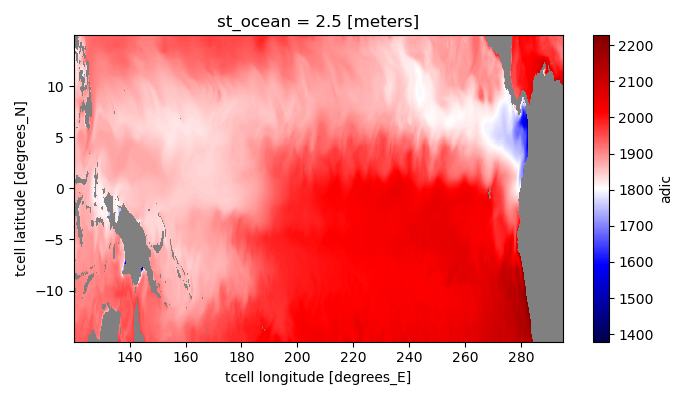 st_ocean = 2.5 [meters]
10
5
0
−5
−10
tcell latitude [degrees_N]
140 160 180 200 220 240 260 280
tcell longitude [degrees_E]
2200
2100
2000
1900
1800
1700
1600
1500
1400
adic